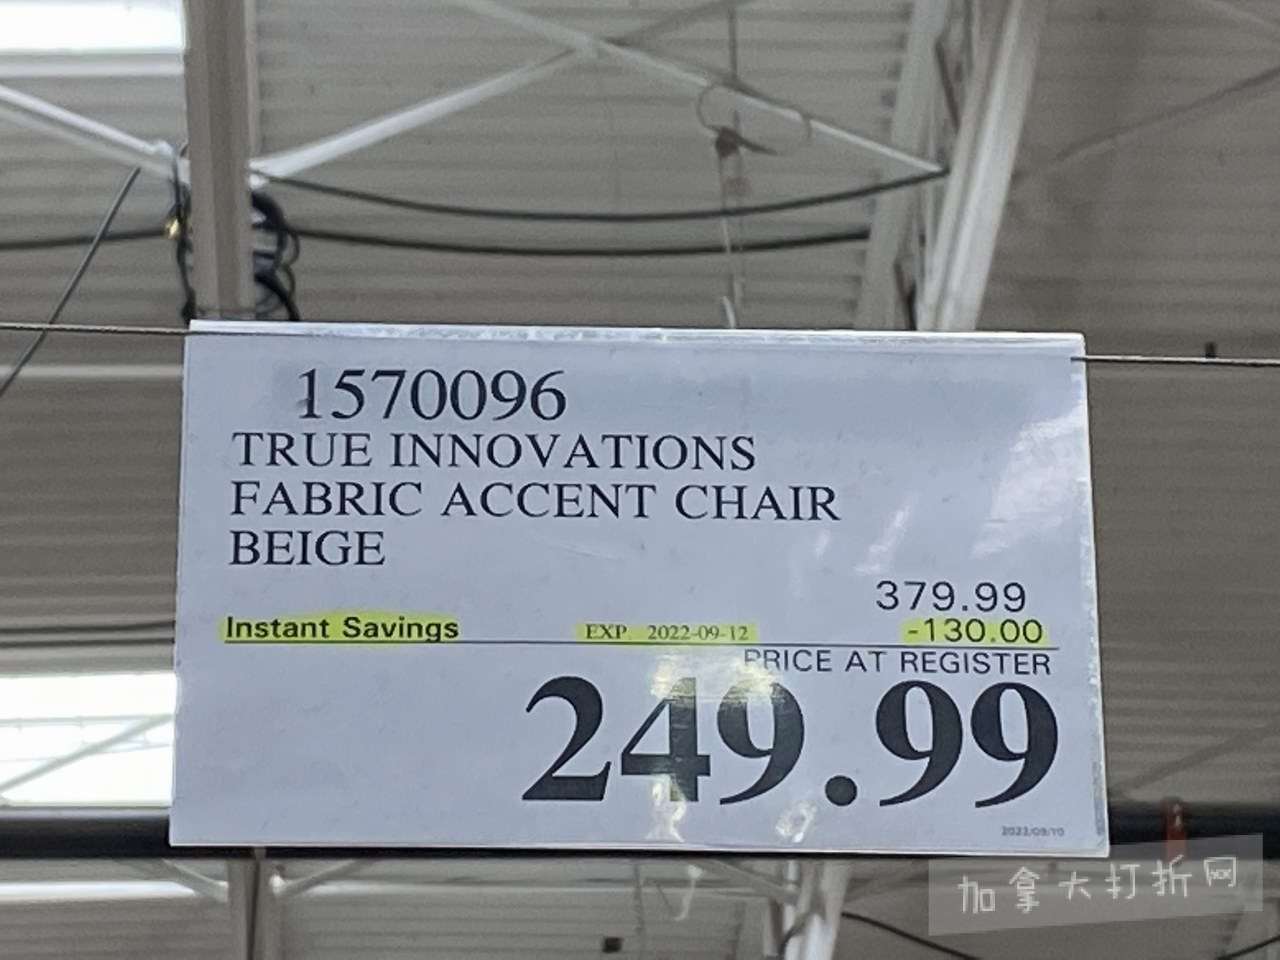 1570096
TRUE INNOVATIONS
FABRIC ACCENT CHAIR
BEIGE
379.99
Instant Savings EXP. 2022-09-12 -130.00
PRICE AT REGISTER
249.99
2022/09/10
加拿大打折网